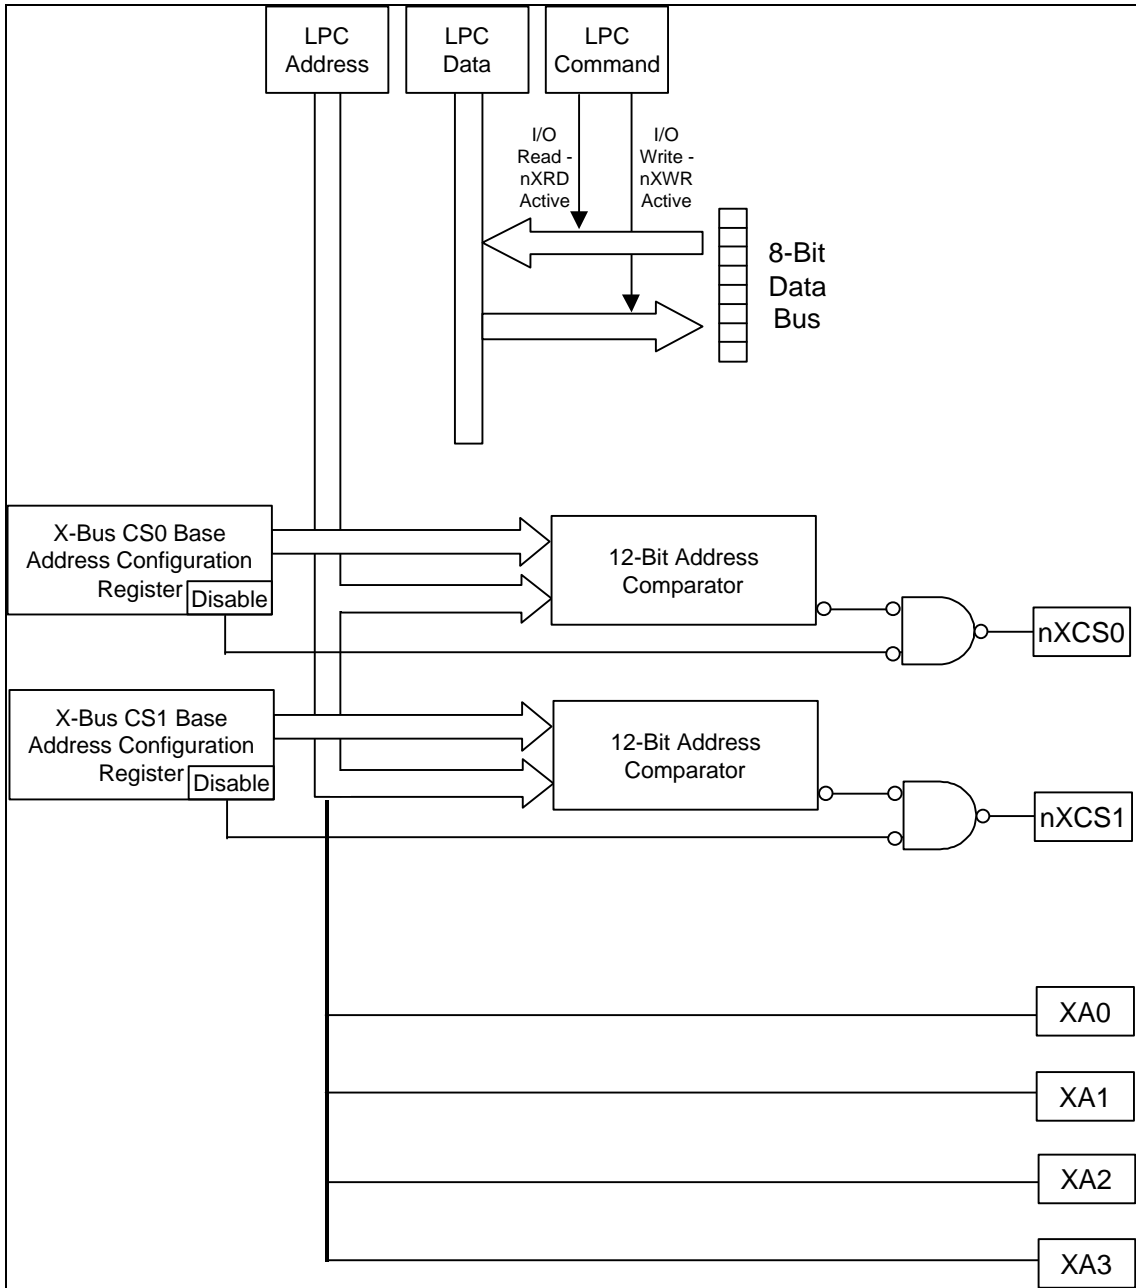 LPC
Address
LPC
Data
LPC
Command
I/O
Read -
nXRD
Active
I/O
Write -
nXWR
Active
8-Bit
Data
Bus
X-Bus CS0 Base
Address Configuration
Register
Disable
12-Bit Address
Comparator
nXCS0
X-Bus CS1 Base
Address Configuration
Register
Disable
12-Bit Address
Comparator
nXCS1
XA0
XA1
XA2
XA3